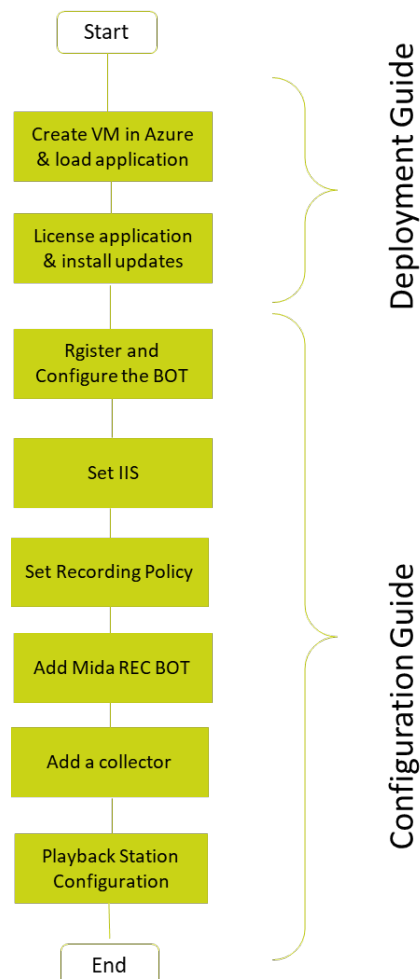 Start
Create VM in Azure
& load application
License application
& install updates
Deployment Guide
Rgister and
Configure the BOT
Set IIS
Set Recording Policy
Add Mida REC BOT
Add a collector
Playback Station
Configuration
Configuration Guide
End